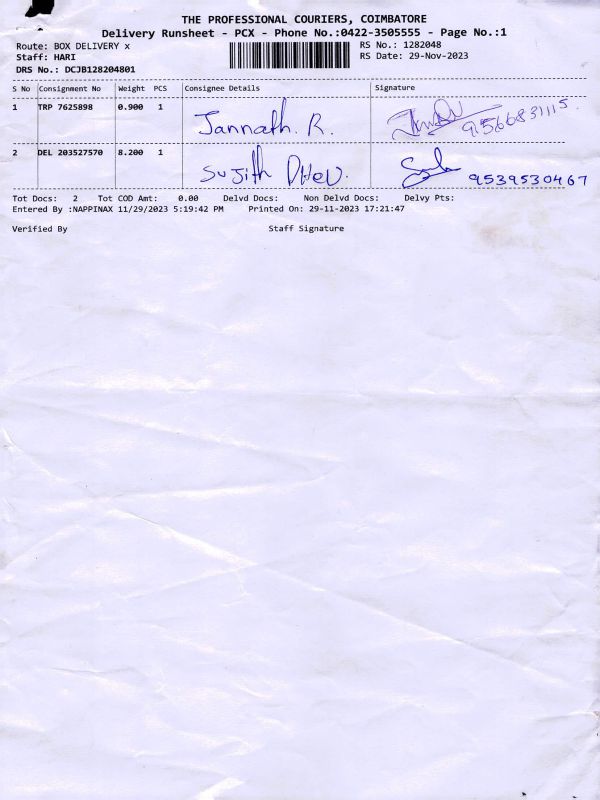 THE PROFESSIONAL COURIERS, COIMBATORE
Delivery Runsheet - PCX - Phone No.:0422-3505555 - Page No.:1
Route: BOX DELIVERY x RS No.: 1282048
Staff: HARI RS Date: 29-Nov-2023
DRS No.: DCJB128204801
S No Consignment No Weight PCS Consignee Details Signature
1 TRP 7625898 0.900 1 Jannath. R. 9566831115.
2 DEL 203527570 8.200 1 Sujith Dhev. 9539530467
Tot Docs: 2 Tot COD Amt: 0.00 Delvd Docs: Non Delvd Docs: Delvy Pts:
Entered By :NAPPINAX 11/29/2023 5:19:42 PM Printed On: 29-11-2023 17:21:47
Verified By Staff Signature